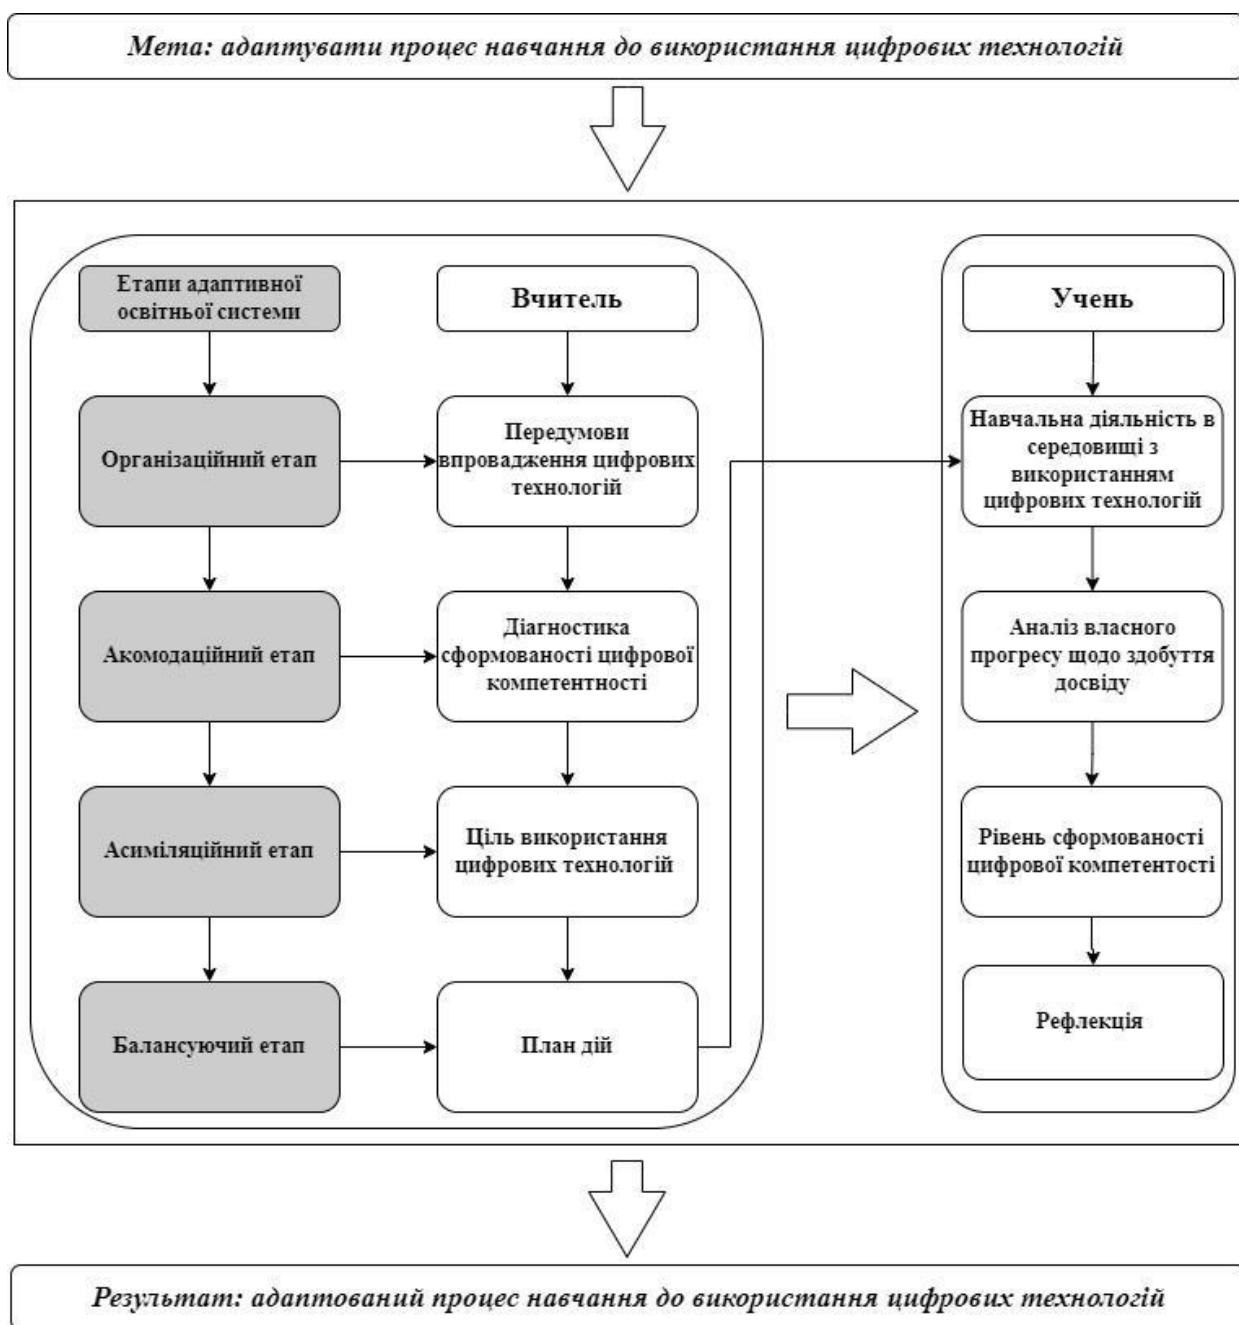 Мета: адаптувати процес навчання до використання цифрових технологій
Етапи адаптивної
освітньої системи
Вчитель
Учень
Організаційний етап
Передумови
впровадження цифрових
технологій
Навчальна діяльність в
середовищі з
використанням
цифрових технологій
Акомодаційний етап
Діагностика
сформованості цифрової
компетентності
Аналіз власного
прогресу щодо здобуття
досвіду
Асиміляційний етап
Ціль використання
цифрових технологій
Рівень сформованості
цифрової компетентості
Балансуючий етап
План дій
Рефлекція
Результат: адаптований процес навчання до використання цифрових технологій